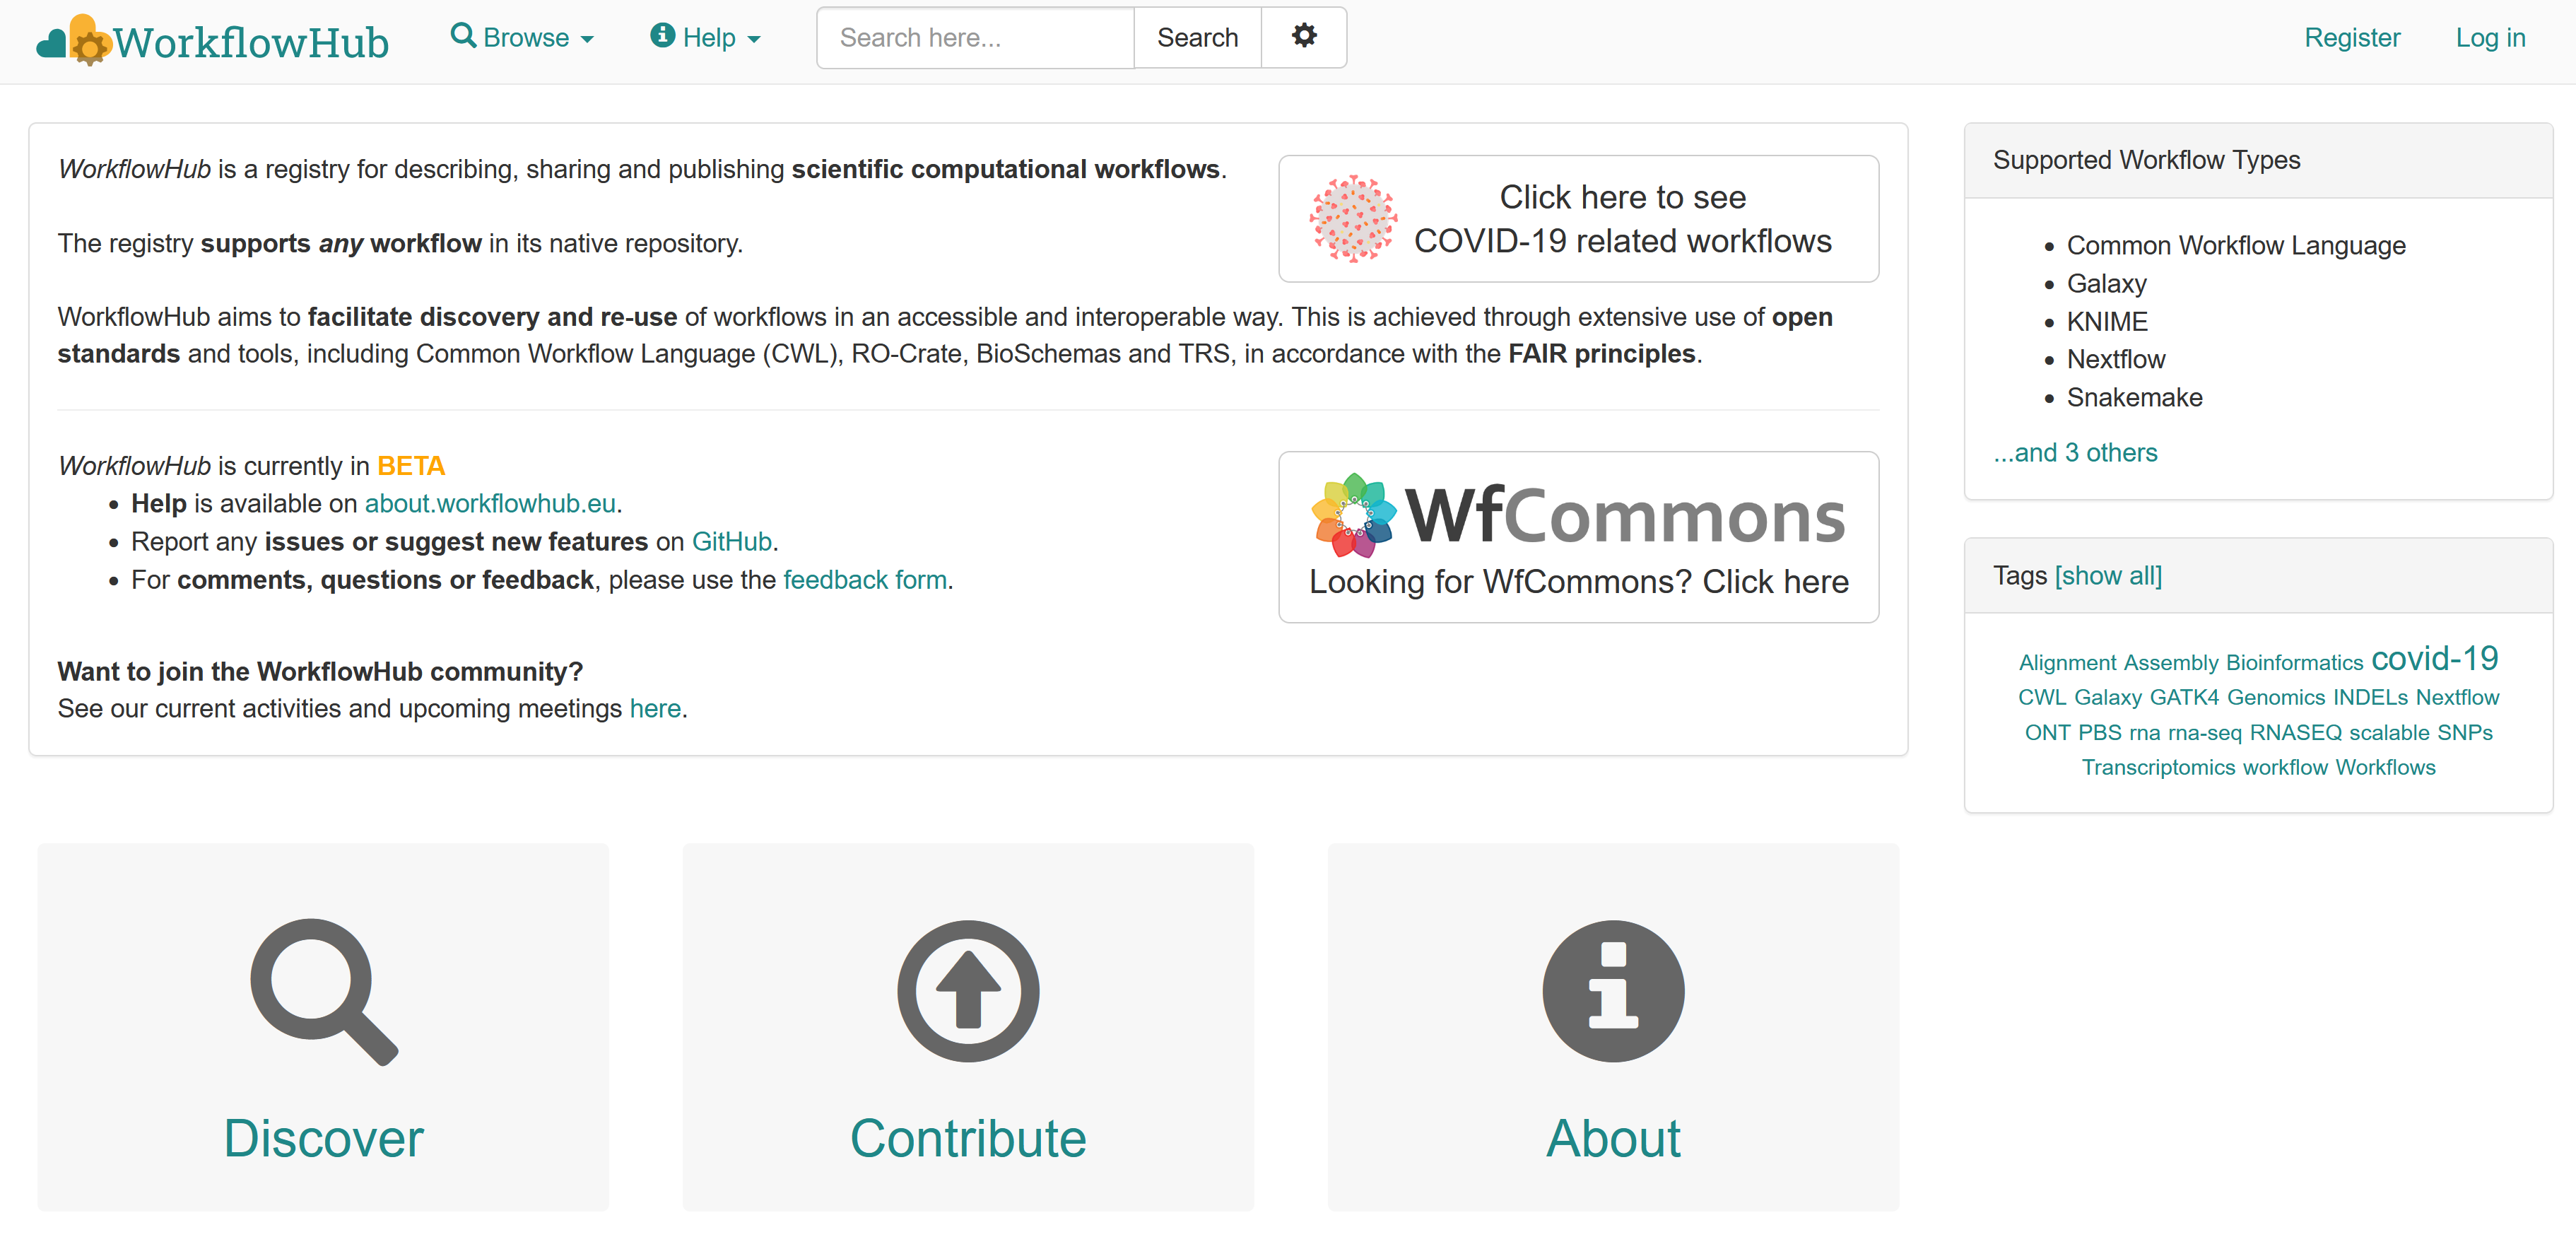 WorkflowHub
Browse
Help
Search here...
Search
Register
Log in
WorkflowHub is a registry for describing, sharing and publishing scientific computational workflows.
The registry supports any workflow in its native repository.
Click here to see
COVID-19 related workflows
WorkflowHub aims to facilitate discovery and re-use of workflows in an accessible and interoperable way. This is achieved through extensive use of open
standards and tools, including Common Workflow Language (CWL), RO-Crate, BioSchemas and TRS, in accordance with the FAIR principles.
WorkflowHub is currently in BETA
• Help is available on about.workflowhub.eu.
• Report any issues or suggest new features on GitHub.
• For comments, questions or feedback, please use the feedback form.
WfCommons
Looking for WfCommons? Click here
Want to join the WorkflowHub community?
See our current activities and upcoming meetings here.
Supported Workflow Types
• Common Workflow Language
• Galaxy
• KNIME
• Nextflow
• Snakemake
...and 3 others
Tags [show all]
Alignment Assembly Bioinformatics covid-19
CWL Galaxy GATK4 Genomics INDELs Nextflow
ONT PBS rna rna-seq RNASEQ scalable SNPs
Transcriptomics workflow Workflows
Discover
Contribute
About